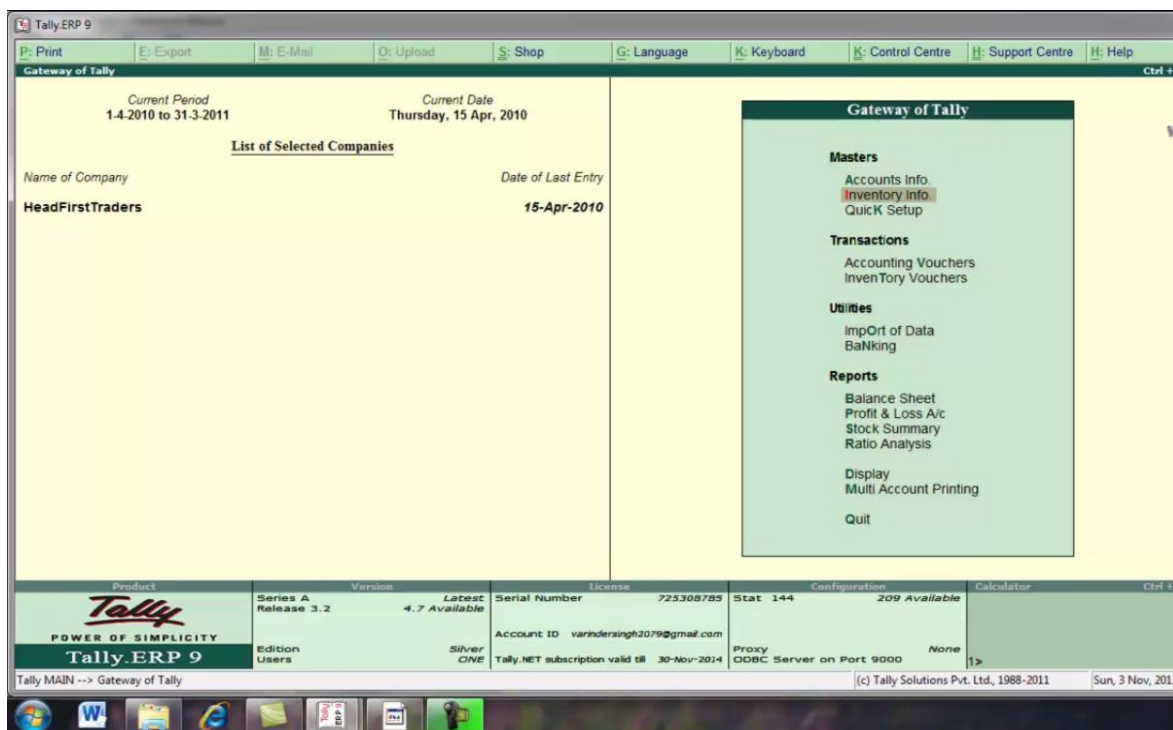 Tally.ERP 9
P: Print E: Export M: E-Mail O: Upload S: Shop G: Language K: Keyboard K: Control Centre H: Support Centre H: Help
Gateway of Tally Ctrl +
Current Period Current Date
1-4-2010 to 31-3-2011 Thursday, 15 Apr, 2010
List of Selected Companies
Name of Company Date of Last Entry
HeadFirstTraders 15-Apr-2010
Gateway of Tally
Masters
Accounts Info.
Inventory Info.
QuicK Setup
Transactions
Accounting Vouchers
InvenTory Vouchers
Utilities
ImpOrt of Data
BaNking
Reports
Balance Sheet
Profit & Loss A/c
Stock Summary
Ratio Analysis
Display
Multi Account Printing
Quit
Product Version License Configuration Calculator Ctrl +
Tally
POWER OF SIMPLICITY
Tally.ERP 9
Series A Latest
Release 3.2 4.7 Available
Edition Silver
Users ONE
Serial Number 725308785
Account ID varindersingh2079@gmail.com
Tally.NET subscription valid till 30-Nov-2014
Stat 144 209 Available
Proxy None
ODBC Server on Port 9000
1>
Tally MAIN --> Gateway of Tally (c) Tally Solutions Pvt. Ltd., 1988-2011 Sun, 3 Nov, 201